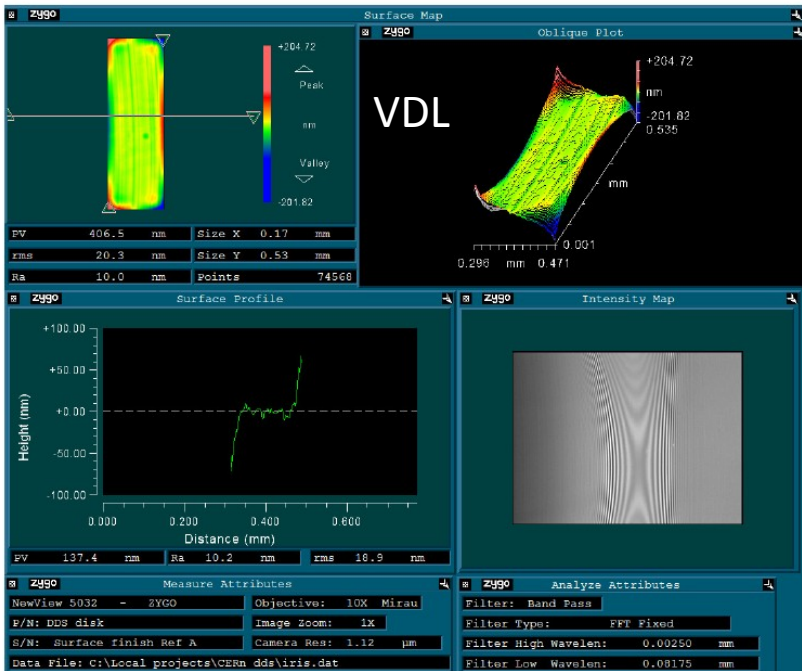 zygo Surface Map
+204.72
Peak
nm
Valley
-201.82
PV 406.5 nm Size X 0.17 mm
rms 20.3 nm Size Y 0.53 mm
Ra 10.0 nm Points 74568
zygo Oblique Plot
VDL
+204.72
nm
-201.82
0.535
mm
0.001
0.296 mm 0.471
zygo Surface Profile
+100.00
+50.00
+0.00
-50.00
-100.00
Height (nm)
0.000 0.200 0.400 0.600
Distance (mm)
PV 137.4 nm Ra 10.2 nm rms 18.9 nm
zygo Intensity Map
zygo Measure Attributes
NewView 5032 - ZYGO Objective: 10X Mirau
P/N: DDS disk Image Zoom: 1X
S/N: Surface finish Ref A Camera Res: 1.12 µm
Data File: C:\Local projects\CERn dds\iris.dat
zygo Analyze Attributes
Filter: Band Pass
Filter Type: FFT Fixed
Filter High Wavelen: 0.00250 mm
Filter Low Wavelen: 0.08175 mm